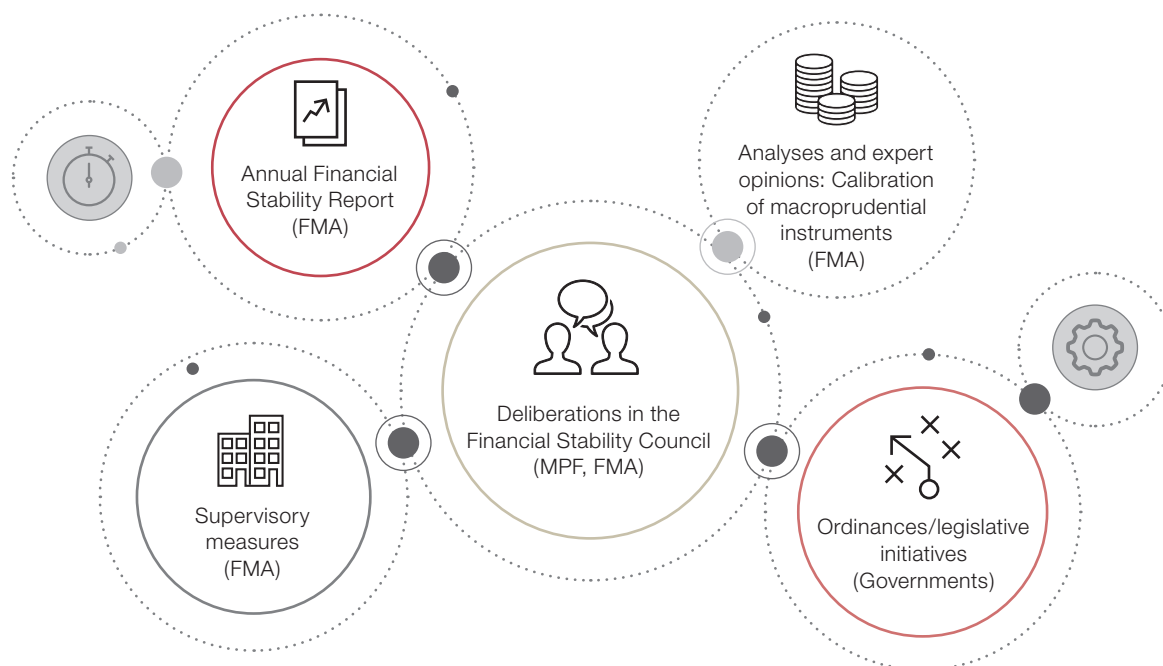 Annual Financial
Stability Report
(FMA)
Analyses and expert
opinions: Calibration
of macroprudential
instruments
(FMA)
Deliberations in the
Financial Stability Council
(MPF, FMA)
Supervisory
measures
(FMA)
Ordinances/legislative
initiatives
(Governments)